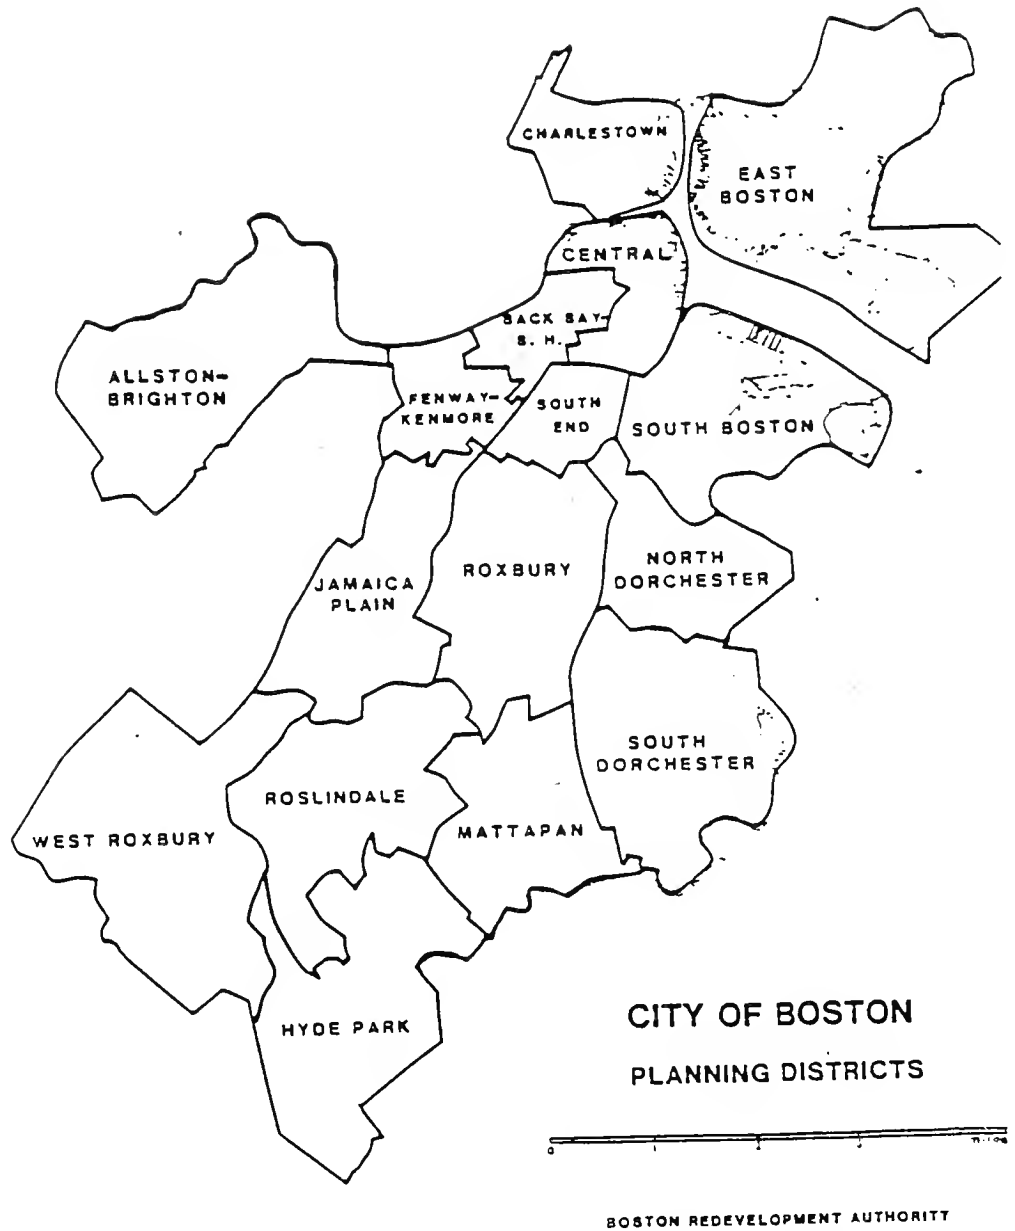 CHARLESTOWN
EAST
BOSTON
CENTRAL
BACK BAY-
B. H.
ALLSTON-
BRIGHTON
FENWAY-
KENMORE
SOUTH
END
SOUTH BOSTON
NORTH
DORCHESTER
JAMAICA
PLAIN
ROXBURY
SOUTH
DORCHESTER
ROSLINDALE
WEST ROXBURY
MATTAPAN
HYDE PARK
CITY OF BOSTON
PLANNING DISTRICTS
0 1
BOSTON REDEVELOPMENT AUTHORITY